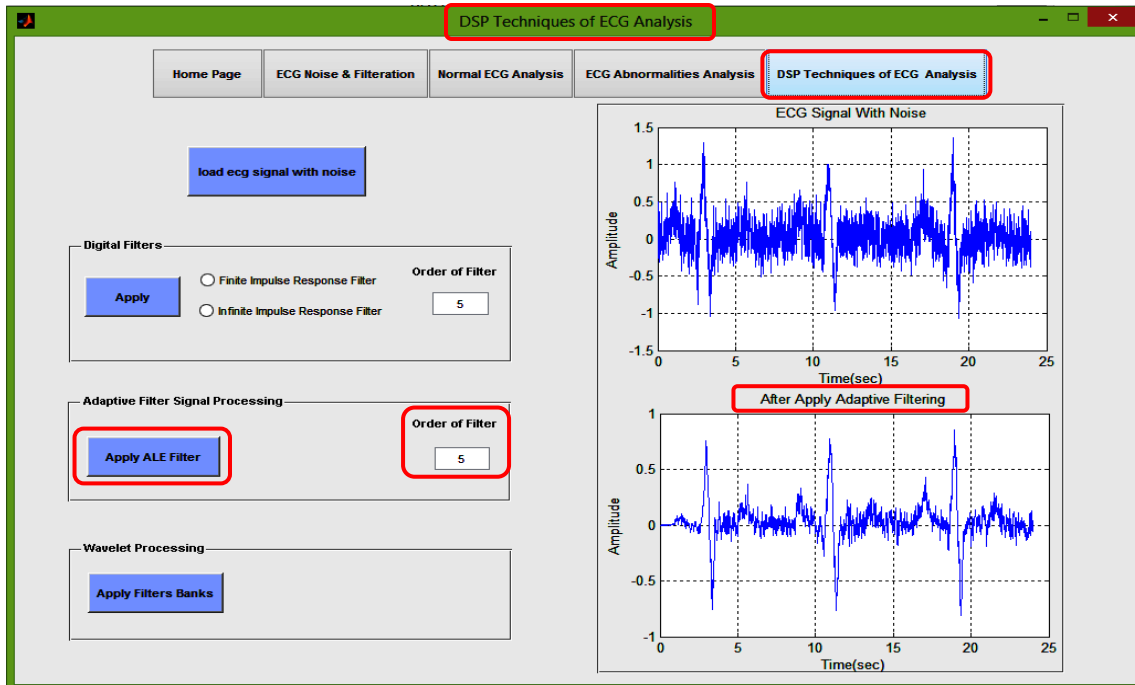 DSP Techniques of ECG Analysis
Home Page
ECG Noise & Filteration
Normal ECG Analysis
ECG Abnormalities Analysis
DSP Techniques of ECG Analysis
load ecg signal with noise
Digital Filters
Apply
Finite Impulse Response Filter
Infinite Impulse Response Filter
Order of Filter
5
Adaptive Filter Signal Processing
Apply ALE Filter
Order of Filter
5
Wavelet Processing
Apply Filters Banks
ECG Signal With Noise
Amplitude
1.5
1
0.5
0
-0.5
-1
-1.5
0 5 10 15 20 25
Time(sec)
After Apply Adaptive Filtering
Amplitude
1
0.5
0
-0.5
-1
0 5 10 15 20 25
Time(sec)